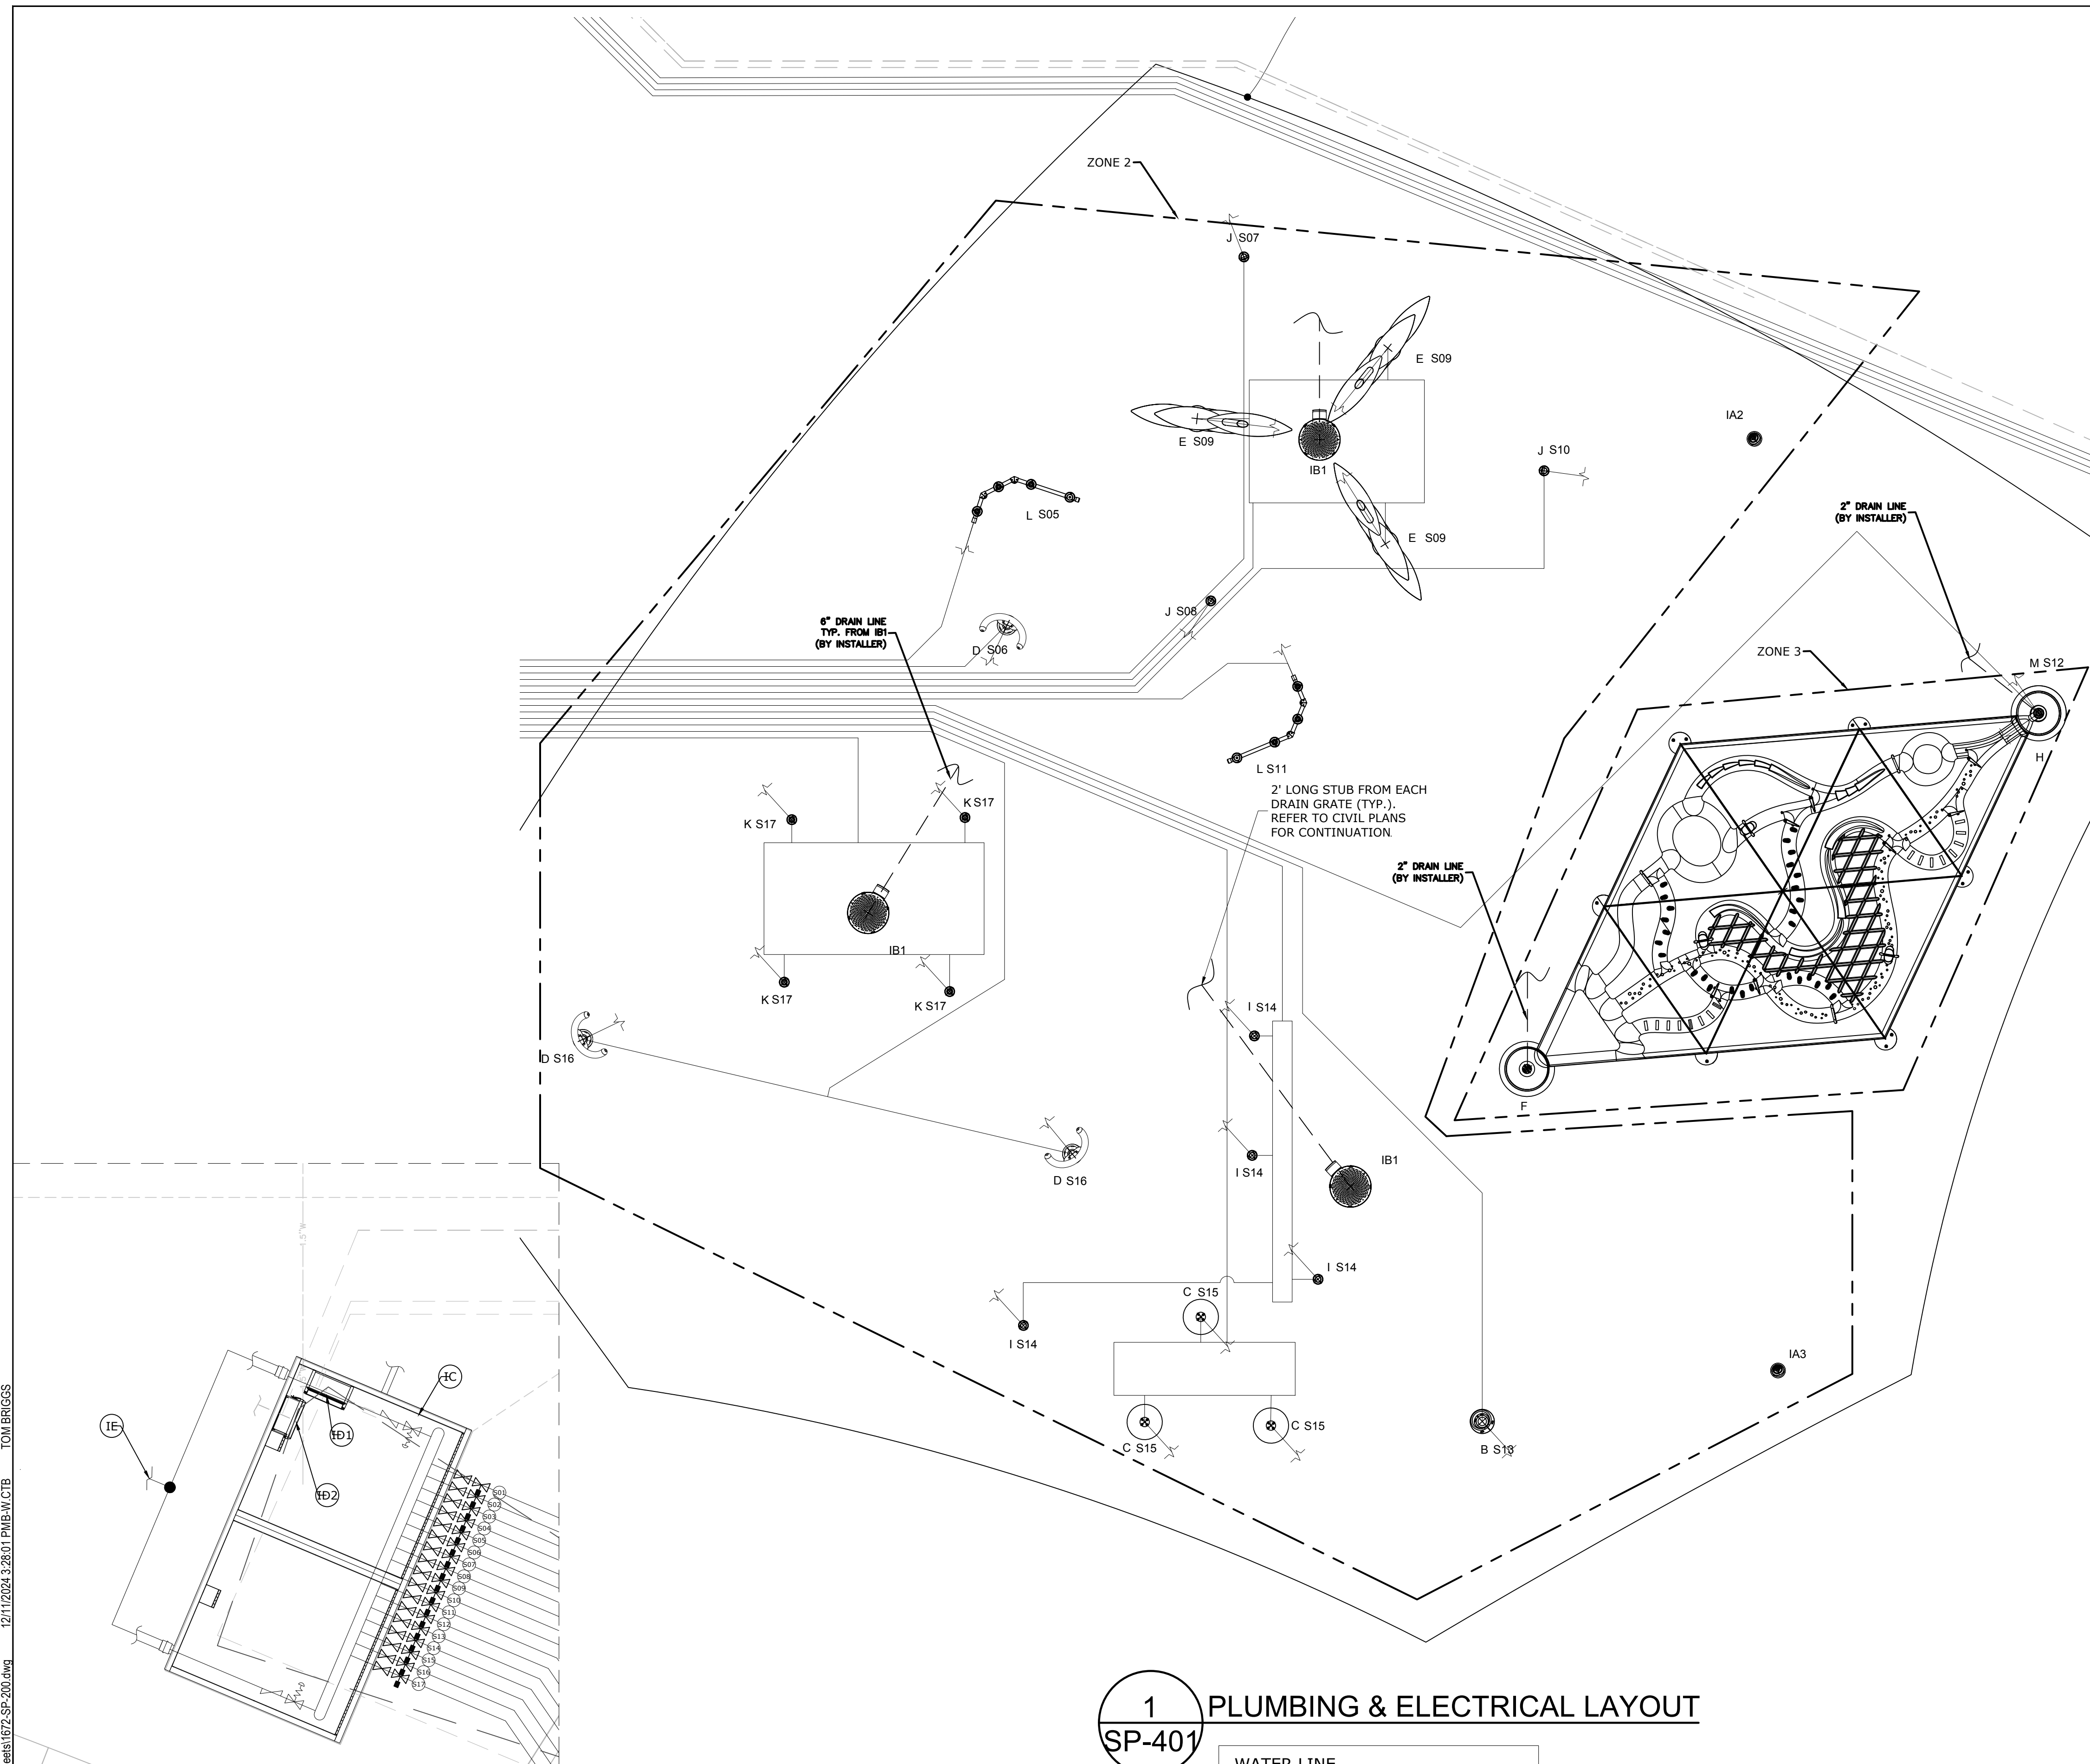 ZONE 2
J S07
E S09
E S09
IB1
E S09
J S10
IA2
L S05
2" DRAIN LINE
(BY INSTALLER)
J S08
6" DRAIN LINE
TYP. FROM IB1
(BY INSTALLER)
D S06
ZONE 3
M S12
H
L S11
2' LONG STUB FROM EACH
DRAIN GRATE (TYP.).
REFER TO CIVIL PLANS
FOR CONTINUATION.
K S17
K S17
2" DRAIN LINE
(BY INSTALLER)
IB1
K S17
K S17
I S14
D S16
F
I S14
IB1
D S16
I S14
C S15
I S14
IA3
C S15
C S15
B S13
1.5"W
IC
IE
ID1
ID2
S01
S02
S03
S04
S05
S06
S07
S08
S09
S10
S11
S12
S13
S14
S15
S16
S17
1
SP-401
PLUMBING & ELECTRICAL LAYOUT
WATER LINE
eets\11672-SP-200.dwg 12/11/2024 3:28:01 PMB-W.CTB TOM BRIGGS